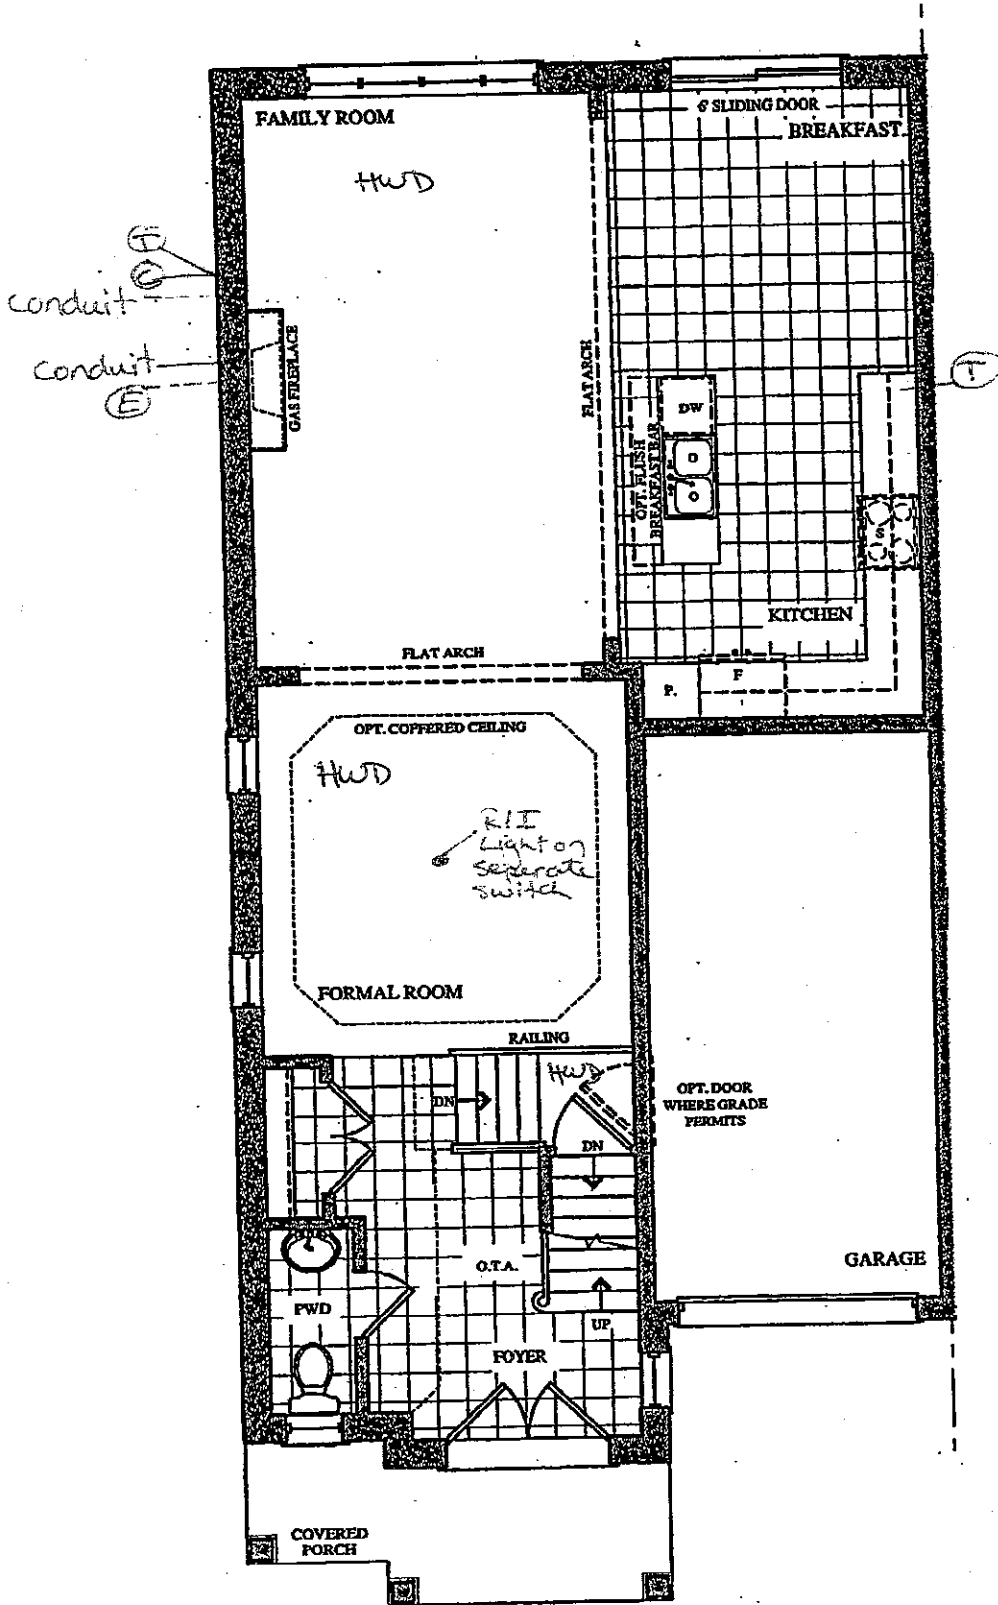 6' SLIDING DOOR
FAMILY ROOM
BREAKFAST
HWD
T
C
conduit
GAS FIREPLACE
FLAT ARCH
conduit
E
T
DW
OPT. FLUSH
BREAKFAST BAR
S
KITCHEN
FLAT ARCH
P.
F
OPT. COFFERED CEILING
HWD
R/I
Light on
separate
switch
FORMAL ROOM
RAILING
HWD
DN
OPT. DOOR
WHERE GRADE
PERMITS
DN
GARAGE
O.T.A.
PWD
UP
FOYER
COVERED
PORCH